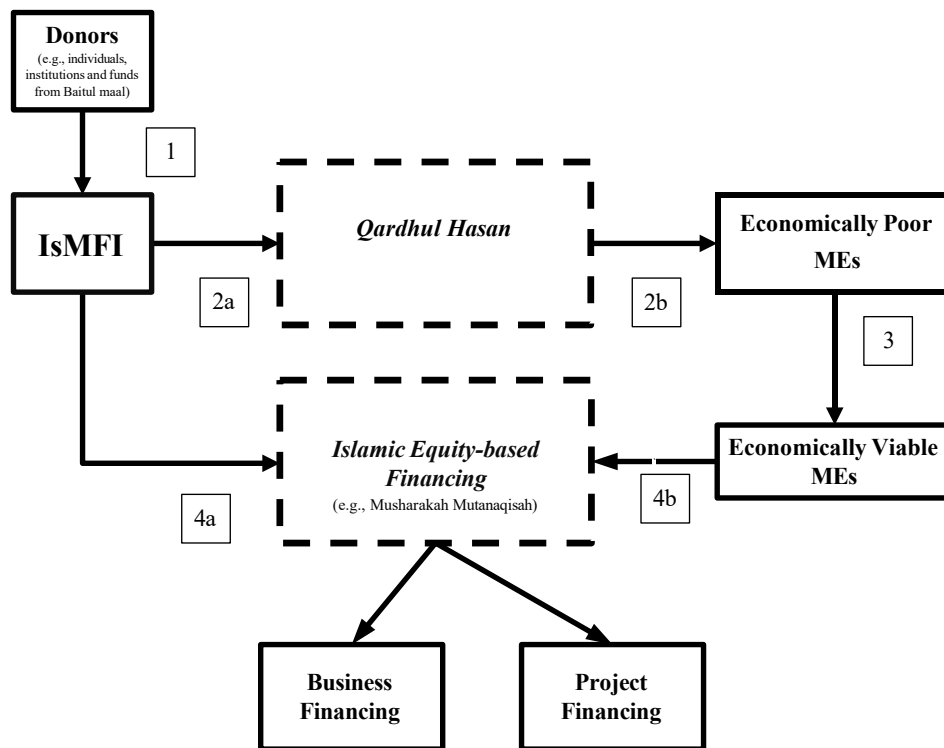 Donors
(e.g., individuals,
institutions and funds
from Baitul maal)
1
IsMFI
Qardhul Hasan
Economically Poor
MEs
2a
2b
3
Islamic Equity-based
Financing
(e.g., Musharakah Mutanaqisah)
Economically Viable
MEs
4a
4b
Business
Financing
Project
Financing